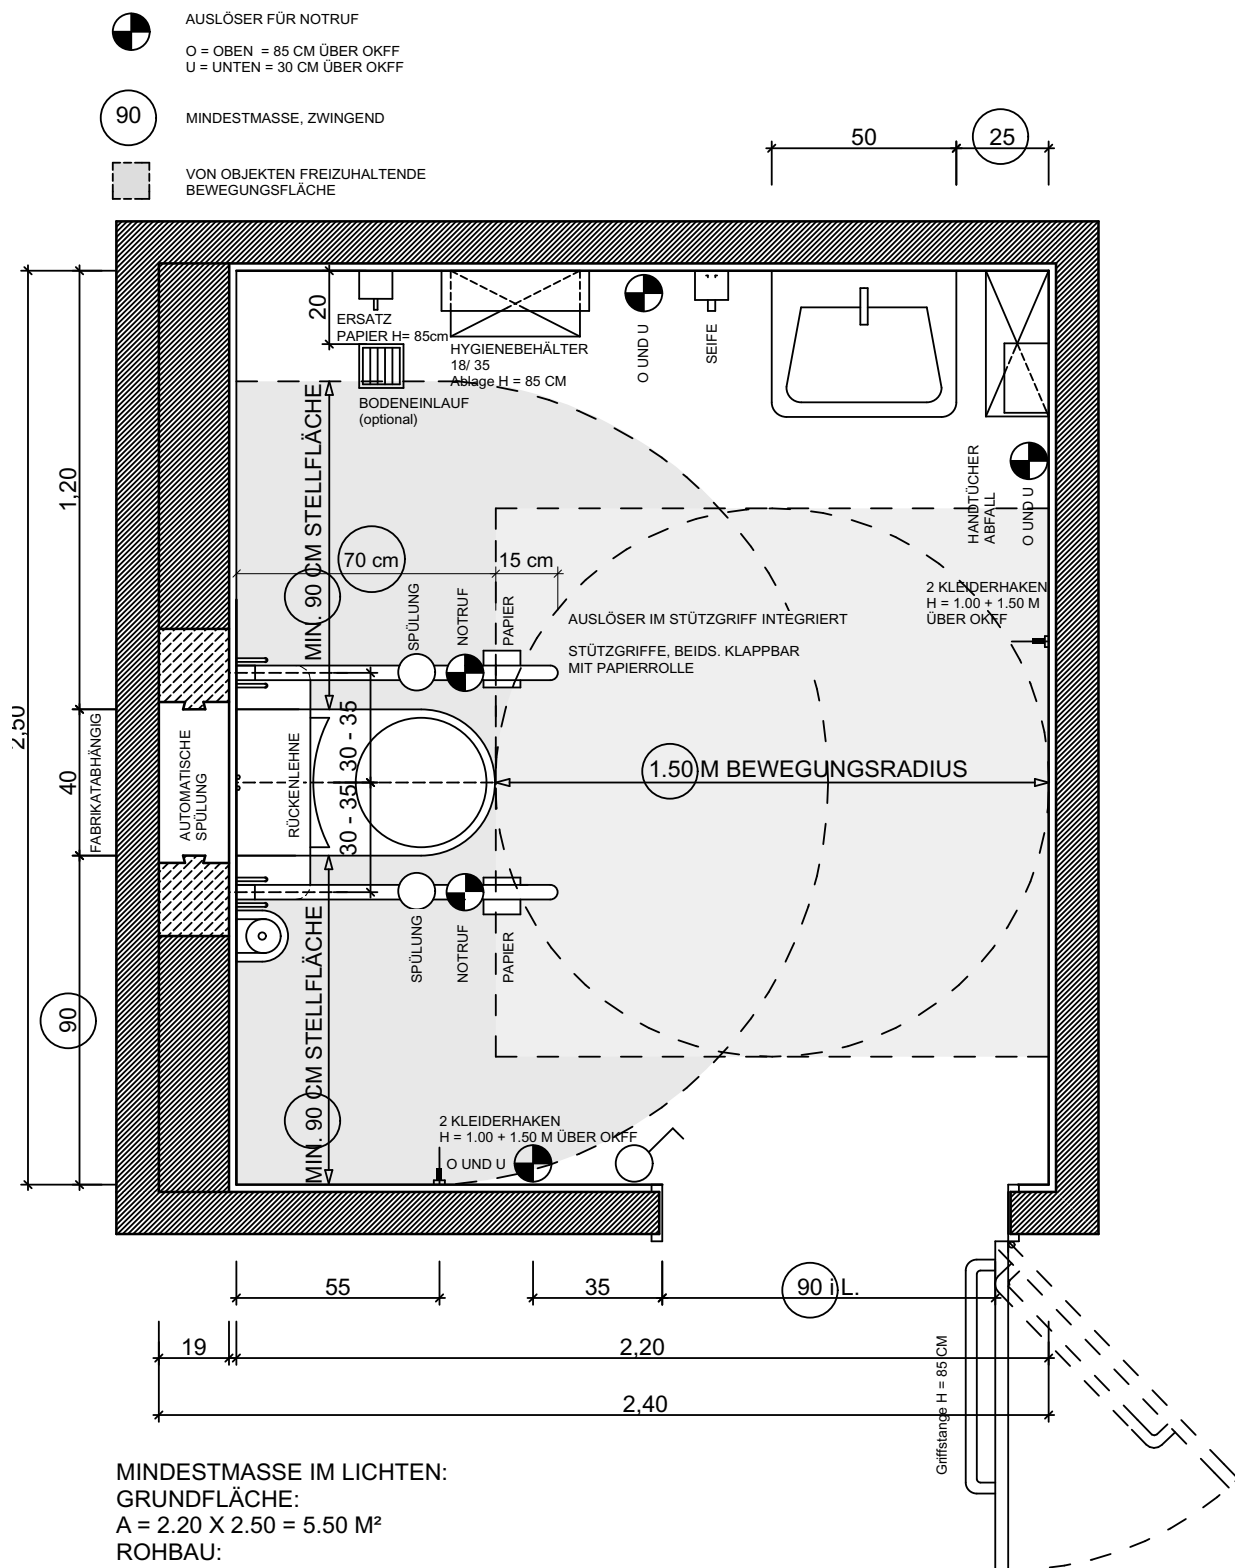 AUSLÖSER FÜR NOTRUF
O = OBEN = 85 CM ÜBER OKFF
U = UNTEN = 30 CM ÜBER OKFF
90
MINDESTMASSE, ZWINGEND
VON OBJEKTEN FREIZUHALTENDE
BEWEGUNGSFLÄCHE
50
25
20
ERSATZ
PAPIER H= 85cm
HYGIENEBEHÄLTER
18/ 35
Ablage H = 85 CM
BODENEINLAUF
(optional)
O UND U
SEIFE
HANDTÜCHER
ABFALL
O UND U
2 KLEIDERHAKEN
H = 1.00 + 1.50 M
ÜBER OKFF
2,50
1,20
40
90
FABRIKATABHÄNGIG
AUTOMATISCHE
SPÜLUNG
RÜCKENLEHNE
MIN. 90 CM STELLFLÄCHE
70 cm
15 cm
SPÜLUNG
NOTRUF
PAPIER
AUSLÖSER IM STÜTZGRIFF INTEGRIERT
STÜTZGRIFFE, BEIDS. KLAPPBAR
MIT PAPIERROLLE
30 - 35
30 - 35
1.50 M BEWEGUNGSRADIUS
SPÜLUNG
NOTRUF
PAPIER
MIN. 90 CM STELLFLÄCHE
2 KLEIDERHAKEN
H = 1.00 + 1.50 M ÜBER OKFF
O UND U
55
35
90 i.L.
19
2,20
2,40
Griffstange H = 85 CM
MINDESTMASSE IM LICHTEN:
GRUNDFLÄCHE:
A = 2.20 X 2.50 = 5.50 M²
ROHBAU: